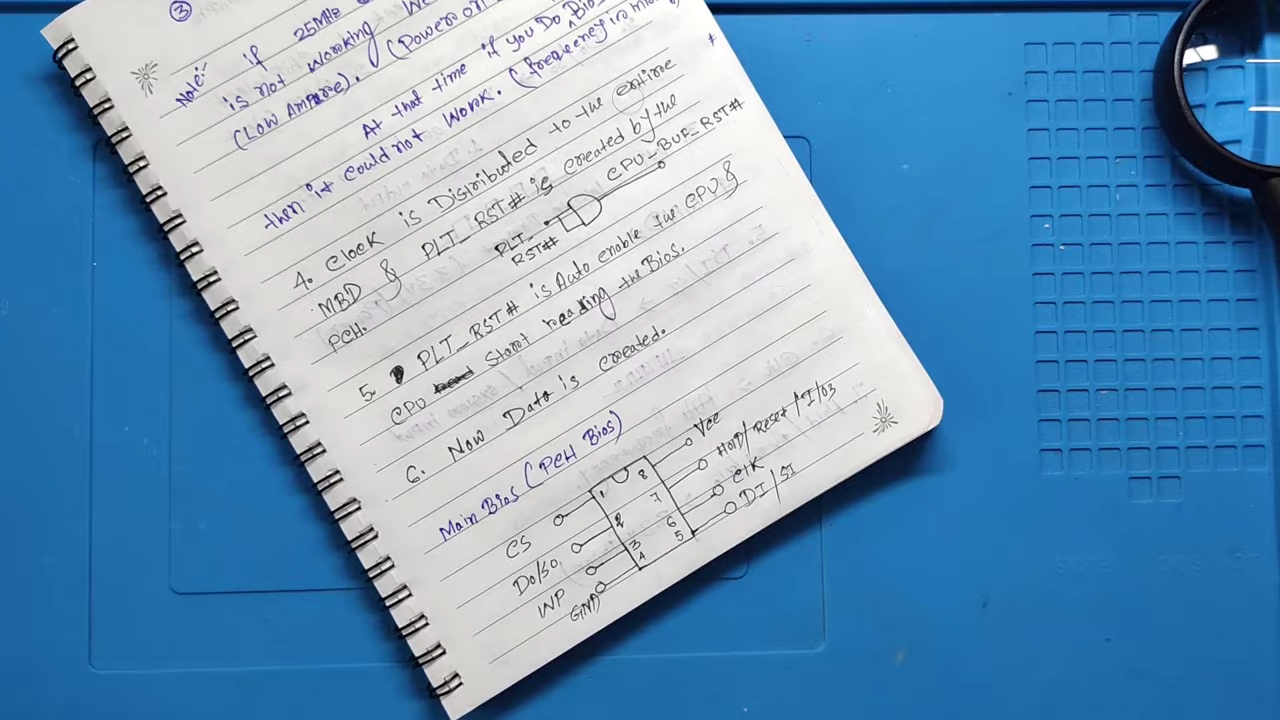 3
Note:- if 25MHz
is not working
(Low Ampere). (Power on
At that time if you Do Bios
then it could not work. (frequency in
4. Clock is Distributed to the entire
MBD & PLT_RST# is created by the
PCH.
PLT_
RST#
CPU_BUF_RST#
5. PLT_RST# is Auto enable the CPU &
CPU Start reading the Bios.
6. Now Data is created.
Main Bios (PCH Bios)
1 8 Vcc
2 7 Hold/Reset/I/O3
3 6 Clk
4 5 DI/SI
CS
DO/SO
WP
GND